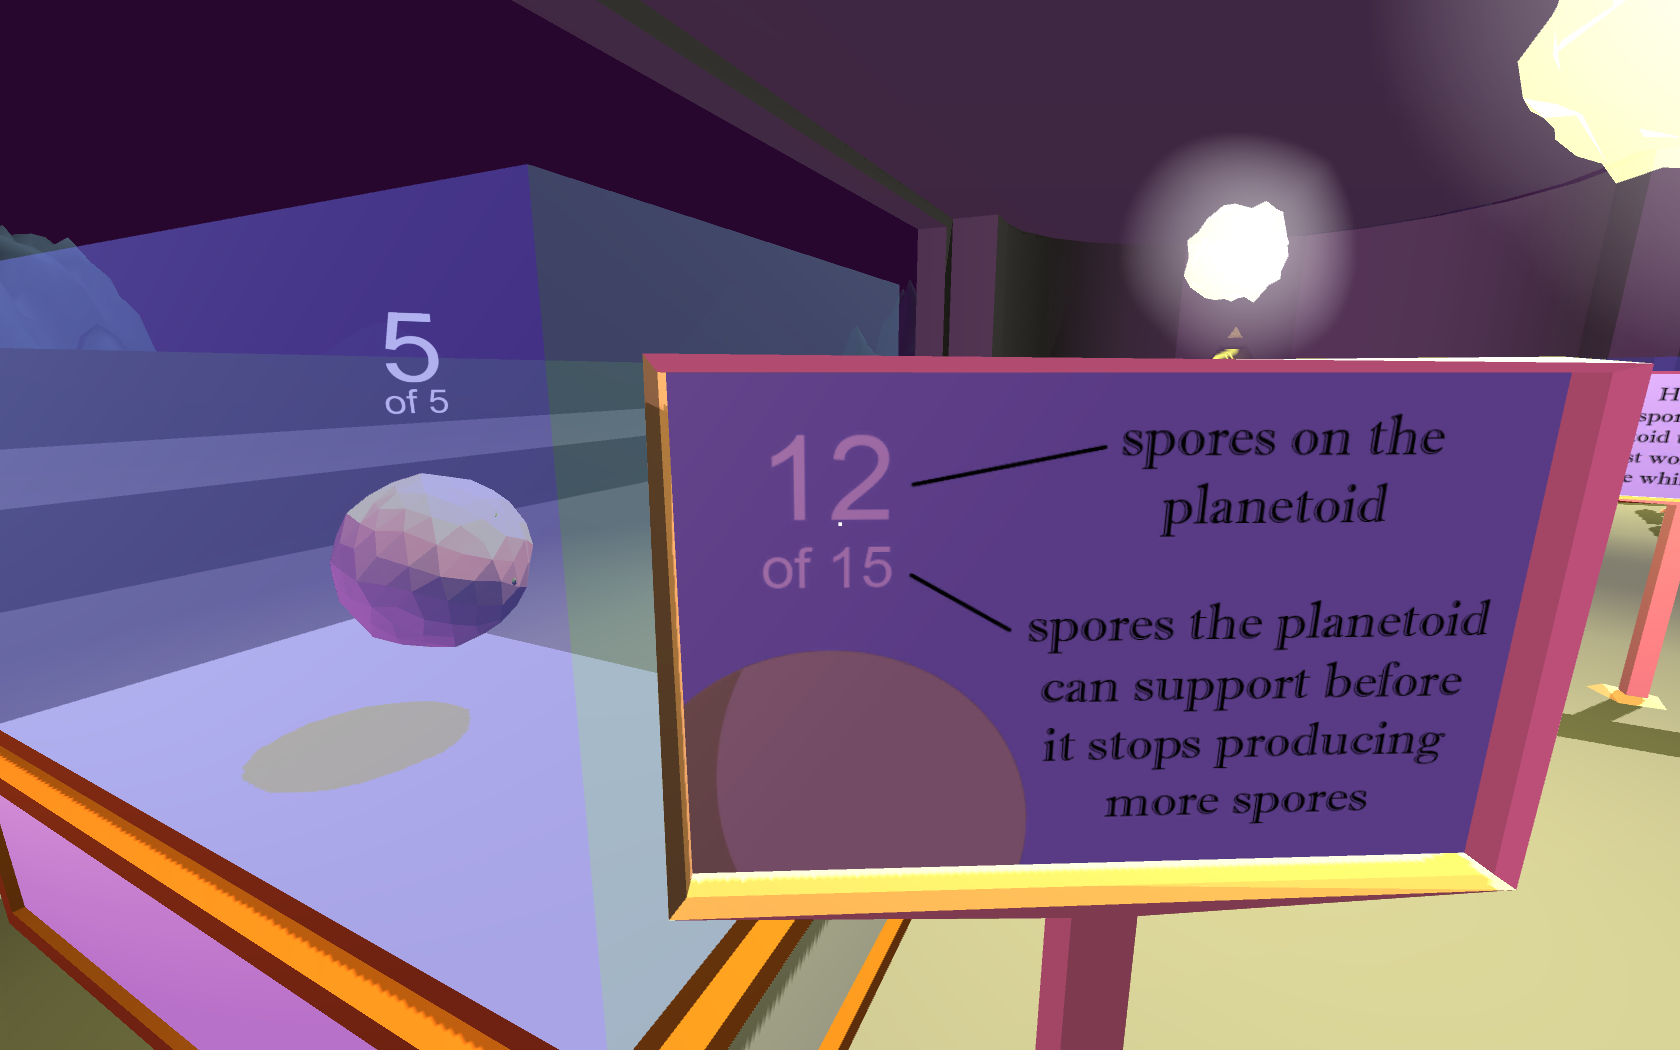 5
of 5
12
of 15
spores on the
planetoid
spores the planetoid
can support before
it stops producing
more spores